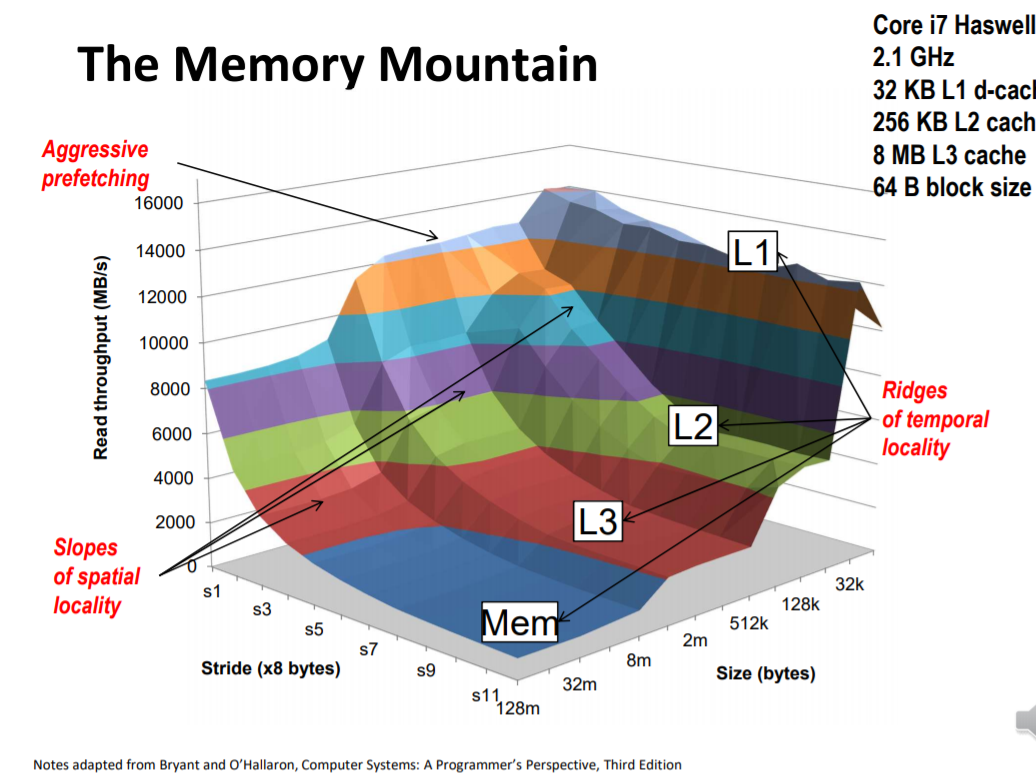 The Memory Mountain
Core i7 Haswell
2.1 GHz
32 KB L1 d-cac
256 KB L2 cach
8 MB L3 cache
64 B block size
Aggressive
prefetching
16000
14000
12000
10000
8000
6000
4000
2000
0
Read throughput (MB/s)
L1
L2
L3
Mem
Ridges
of temporal
locality
Slopes
of spatial
locality
s1
s3
s5
s7
s9
s11
Stride (x8 bytes)
128m
32m
8m
2m
512k
128k
32k
Size (bytes)
Notes adapted from Bryant and O’Hallaron, Computer Systems: A Programmer’s Perspective, Third Edition